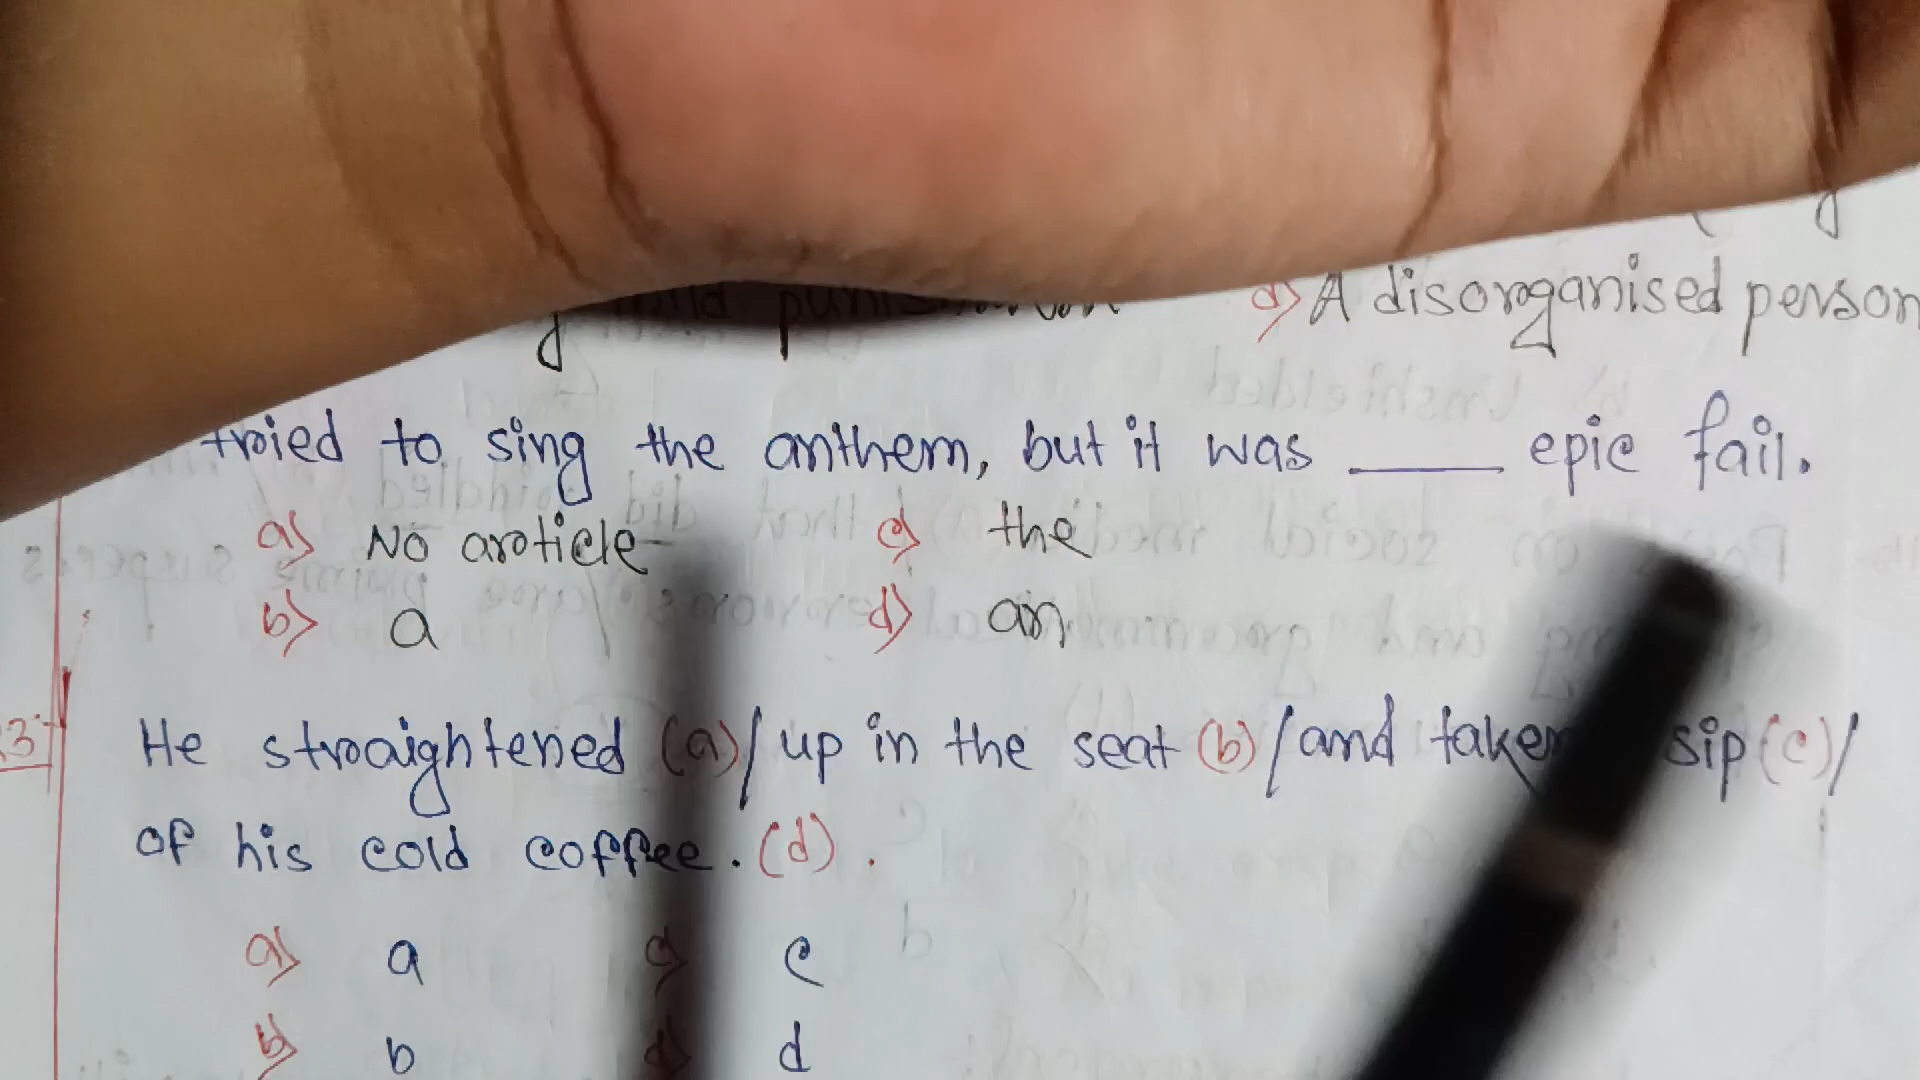 d) A disorganised person
tried to sing the anthem, but it was ____ epic fail.
a) No article c) the
b) a d) an
3 He straightened (a)/ up in the seat (b)/ and sip (c)/
of his cold coffee. (d).
a) a c) c
b) b d) d